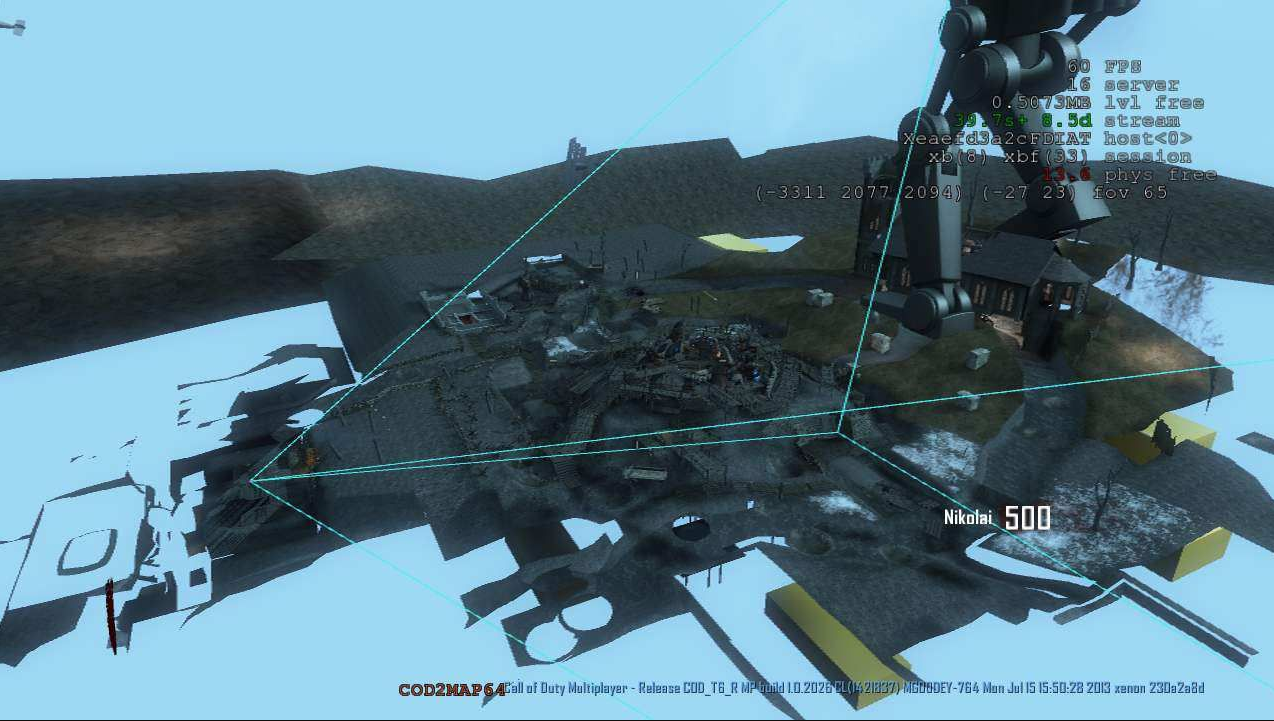 60 FPS
16 server
0.5073MB lvl free
39.7s+ 8.5d stream
Xeaefd3a2cFDIAT host<0>
xb(8) xbf(33) session
13.6 phys free
(-3311 2077 2094) (-27 23) fov 65
Nikolai 500
COD2MAP64 Call of Duty Multiplayer - Release COD_T6_R MP build 1.0.2026 CL(1421837) MGOODEY-764 Mon Jul 15 15:50:28 2013 xenon 230a2a8d